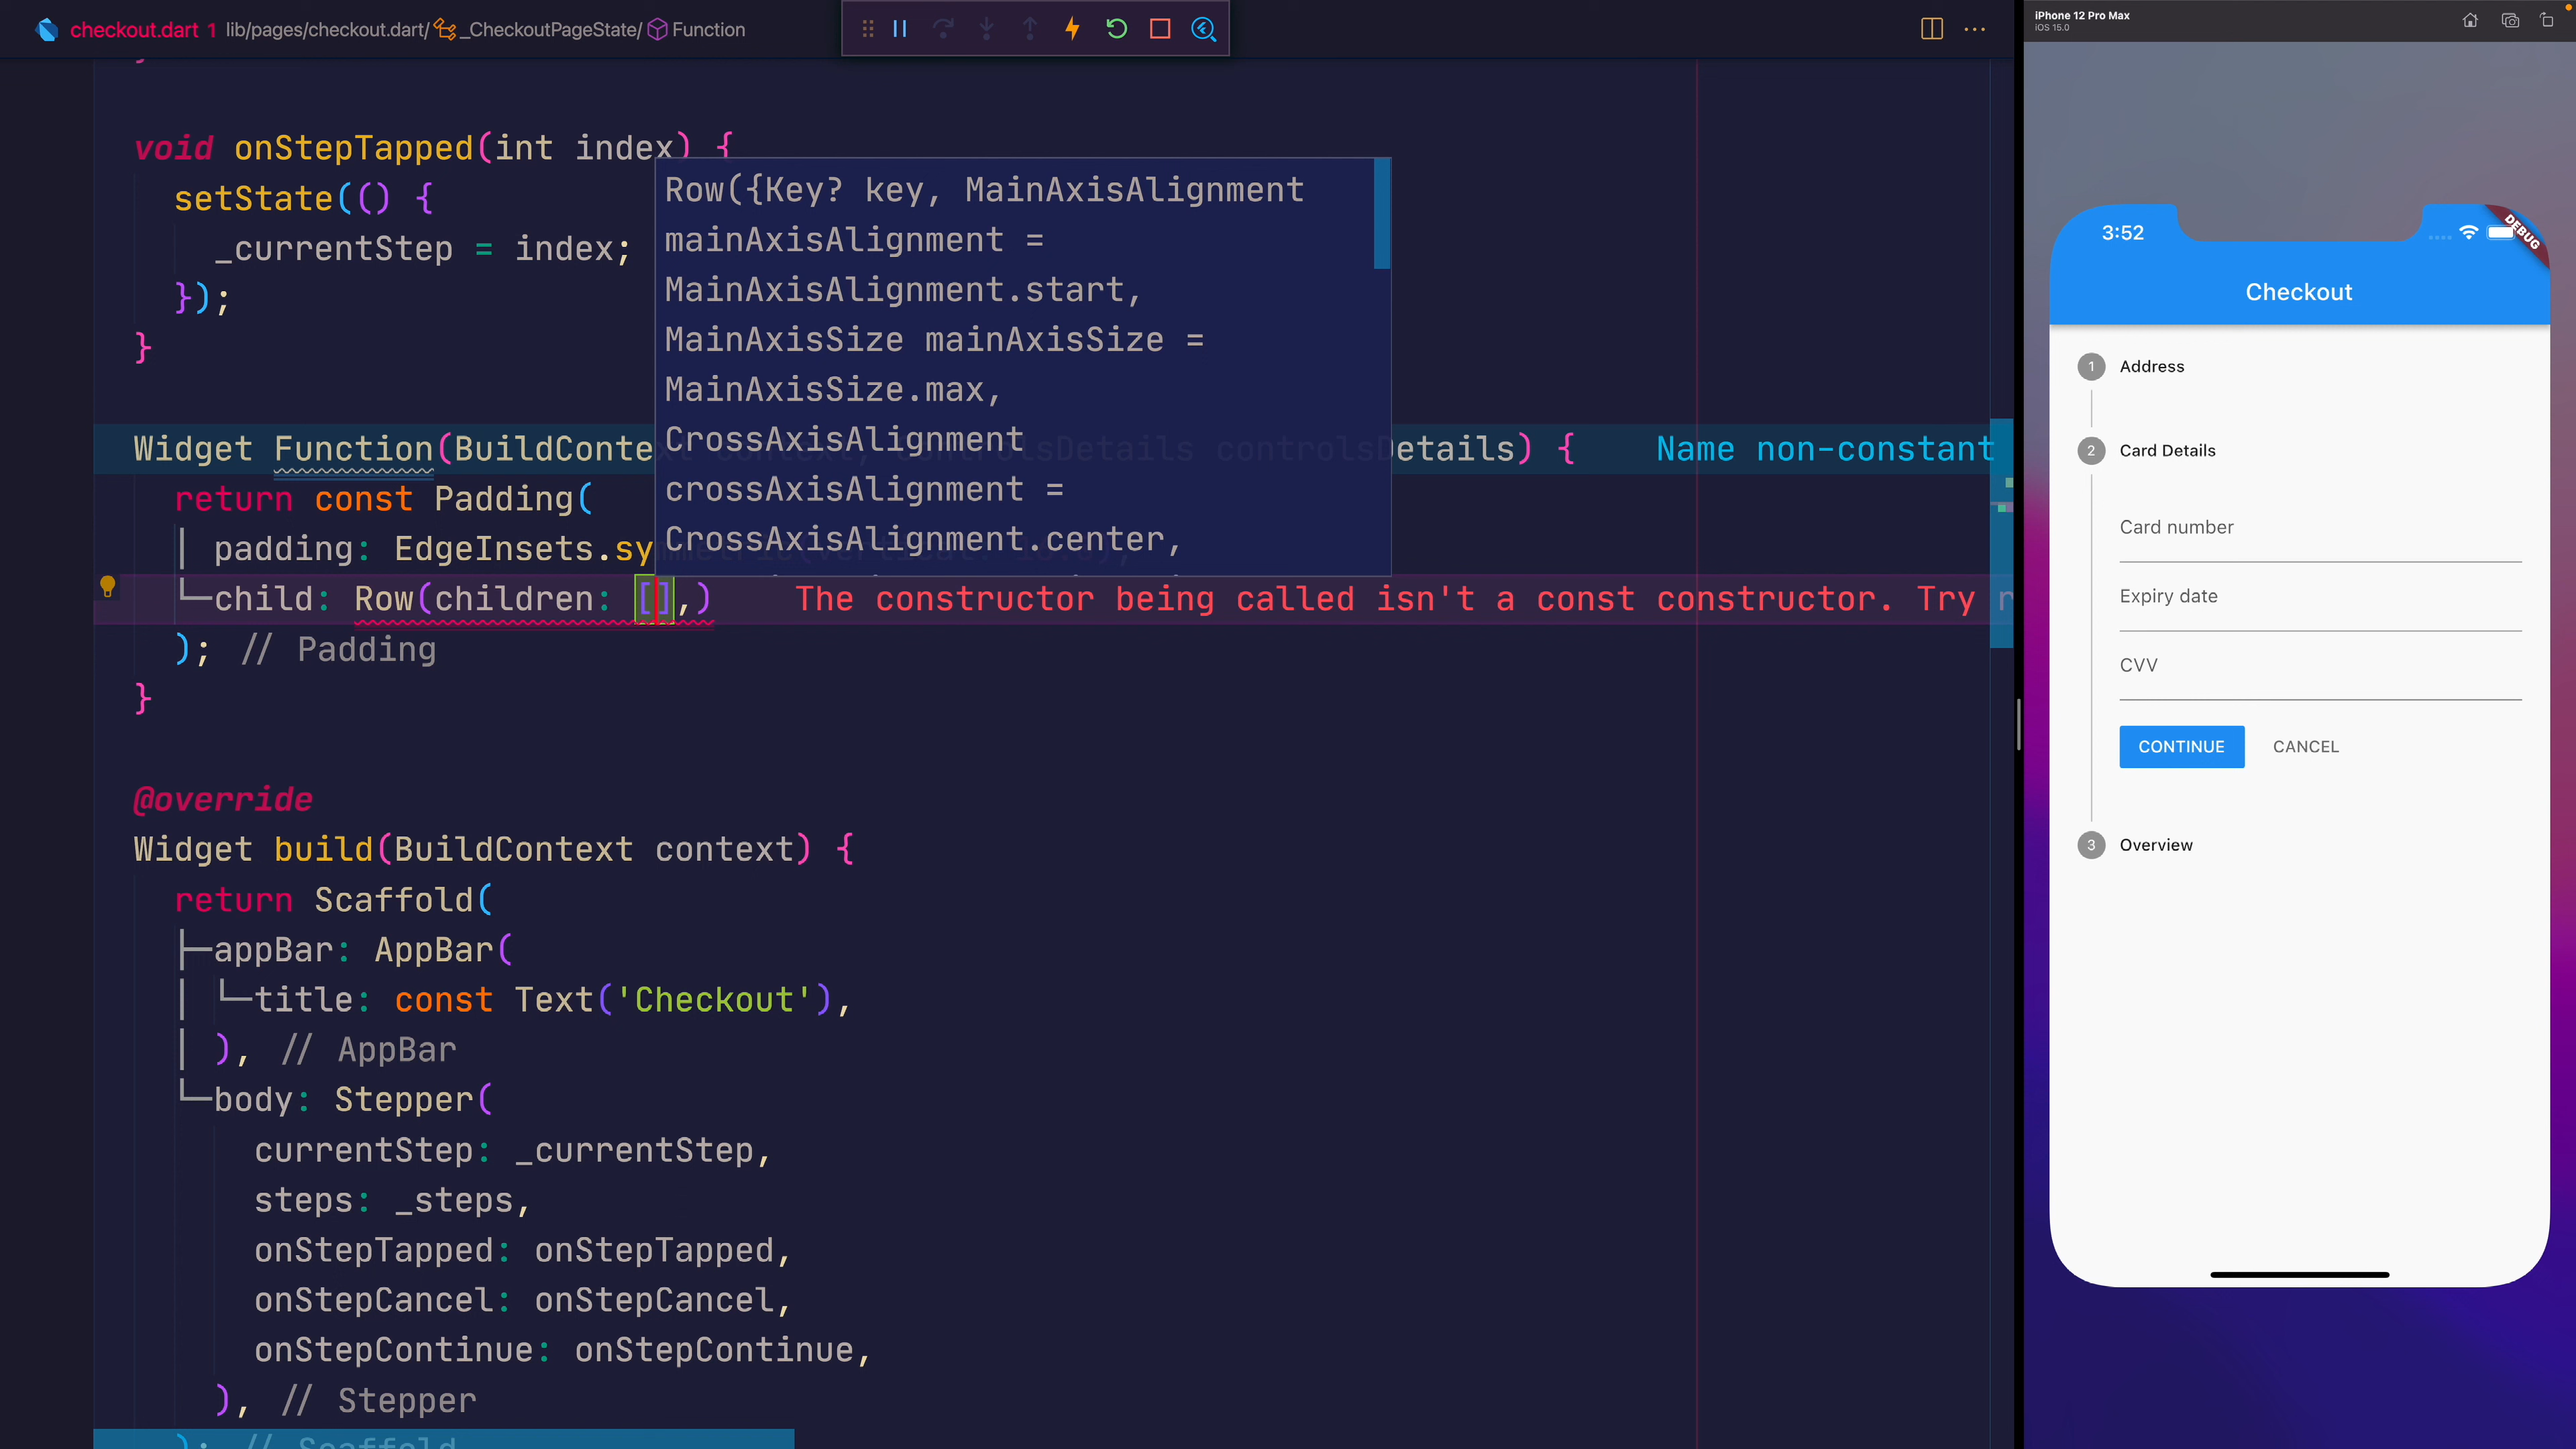 checkout.dart 1 lib/pages/checkout.dart/ _CheckoutPageState/ Function
void onStepTapped(int index) {
setState(() {
_currentStep = index;
});
}
Row({Key? key, MainAxisAlignment
mainAxisAlignment =
MainAxisAlignment.start,
MainAxisSize mainAxisSize =
MainAxisSize.max,
CrossAxisAlignment
crossAxisAlignment =
CrossAxisAlignment.center,
Widget Function(BuildConte Details) { Name non-constant
return const Padding(
padding: EdgeInsets.sy
child: Row(children: [],) The constructor being called isn't a const constructor. Try r
); // Padding
}
@override
Widget build(BuildContext context) {
return Scaffold(
appBar: AppBar(
title: const Text('Checkout'),
), // AppBar
body: Stepper(
currentStep: _currentStep,
steps: _steps,
onStepTapped: onStepTapped,
onStepCancel: onStepCancel,
onStepContinue: onStepContinue,
), // Stepper
); // Scaffold
iPhone 12 Pro Max
iOS 15.0
3:52
DEBUG
Checkout
1 Address
2 Card Details
Card number
Expiry date
CVV
CONTINUE CANCEL
3 Overview